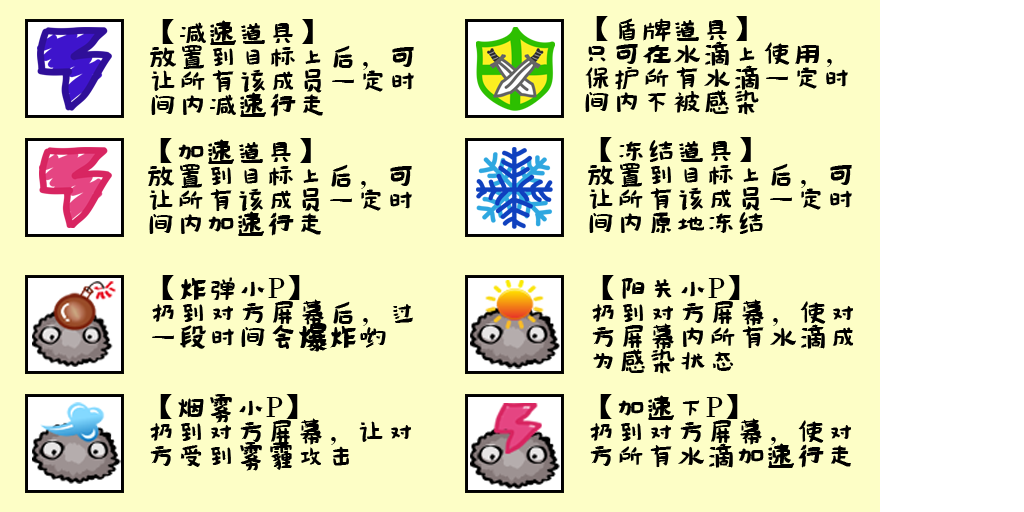 【减速道具】
放置到目标上后，可
让所有该成员一定时
间内减速行走
【盾牌道具】
只可在水滴上使用，
保护所有水滴一定时
间内不被感染
【加速道具】
放置到目标上后，可
让所有该成员一定时
间内加速行走
【冻结道具】
放置到目标上后，可
让所有该成员一定时
间内原地冻结
【炸弹小P】
扔到对方屏幕后，过
一段时间会爆炸哟
【阳关小P】
扔到对方屏幕，使对
方屏幕内所有水滴成
为感染状态
【烟雾小P】
扔到对方屏幕，让对
方受到雾霾攻击
【加速下P】
扔到对方屏幕，使对
方所有水滴加速行走